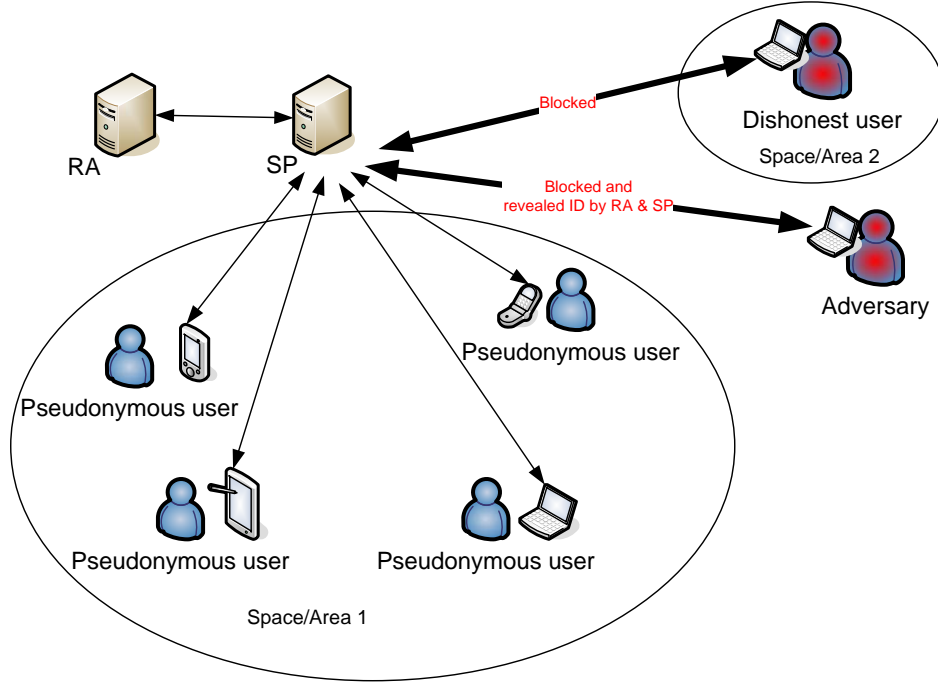 Blocked
Dishonest user
Space/Area 2
RA
SP
Blocked and
revealed ID by RA & SP
Adversary
Pseudonymous user
Pseudonymous user
Pseudonymous user
Pseudonymous user
Space/Area 1